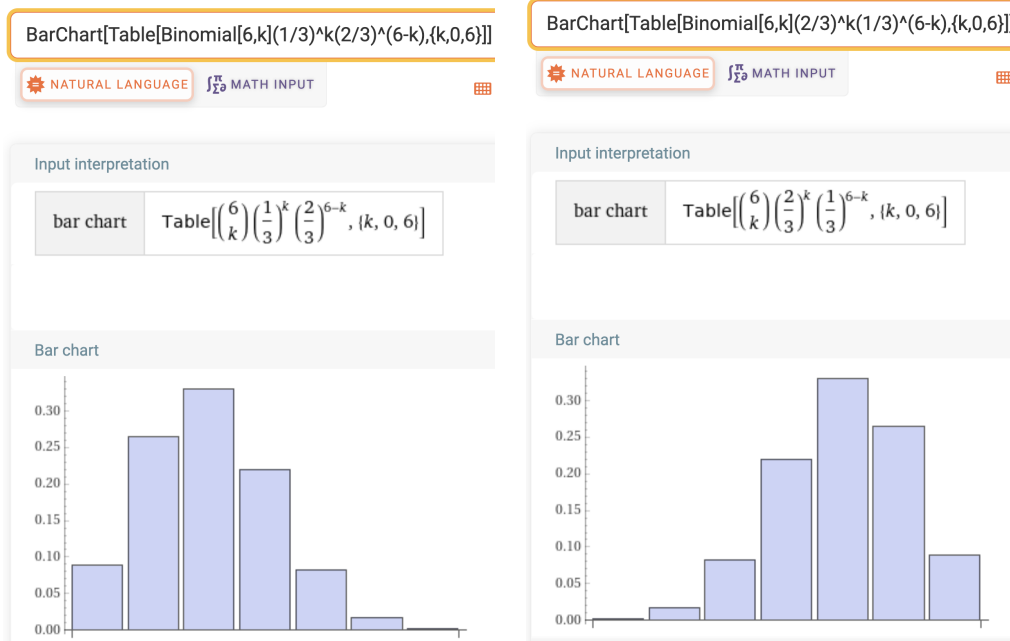 BarChart[Table[Binomial[6,k](1/3)^k(2/3)^(6-k),{k,0,6}]]
NATURAL LANGUAGE
∫Σ∂π MATH INPUT
Input interpretation
bar chart
Table[(6 k) (1/3)^k (2/3)^6−k, {k, 0, 6}]
Bar chart
0.30
0.25
0.20
0.15
0.10
0.05
0.00
BarChart[Table[Binomial[6,k](2/3)^k(1/3)^(6-k),{k,0,6}]]
NATURAL LANGUAGE
∫Σ∂π MATH INPUT
Input interpretation
bar chart
Table[(6 k) (2/3)^k (1/3)^6−k, {k, 0, 6}]
Bar chart
0.30
0.25
0.20
0.15
0.10
0.05
0.00